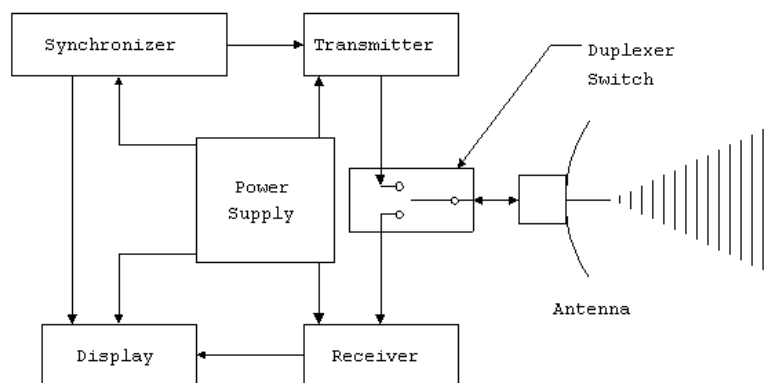 Synchronizer
Transmitter
Duplexer
Switch
Power
Supply
Antenna
Display
Receiver